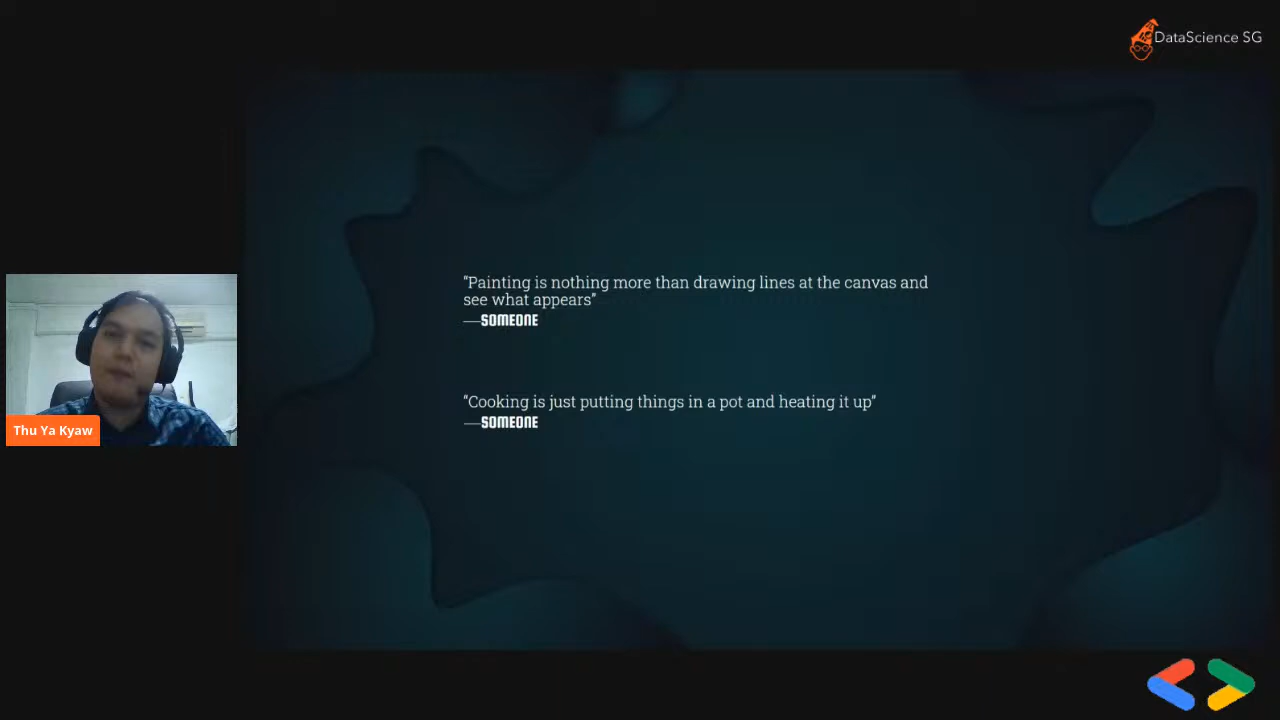 DataScience SG
“Painting is nothing more than drawing lines at the canvas and
see what appears”
—SOMEONE
“Cooking is just putting things in a pot and heating it up”
—SOMEONE
Thu Ya Kyaw